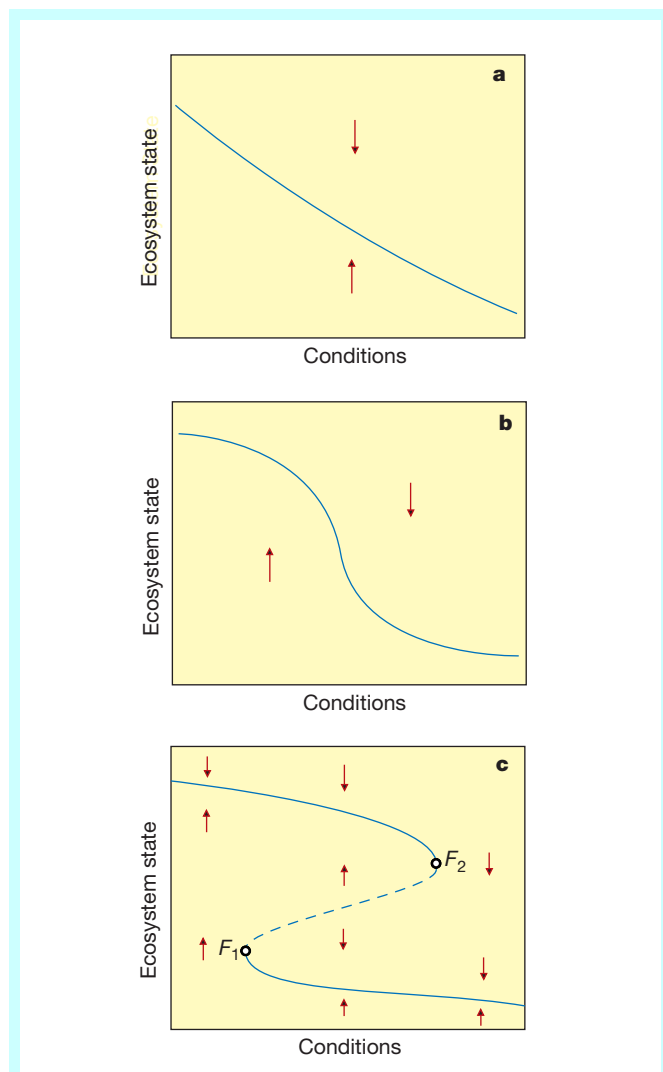 a
Ecosystem state
Conditions
b
Ecosystem state
Conditions
c
F2
F1
Ecosystem state
Conditions